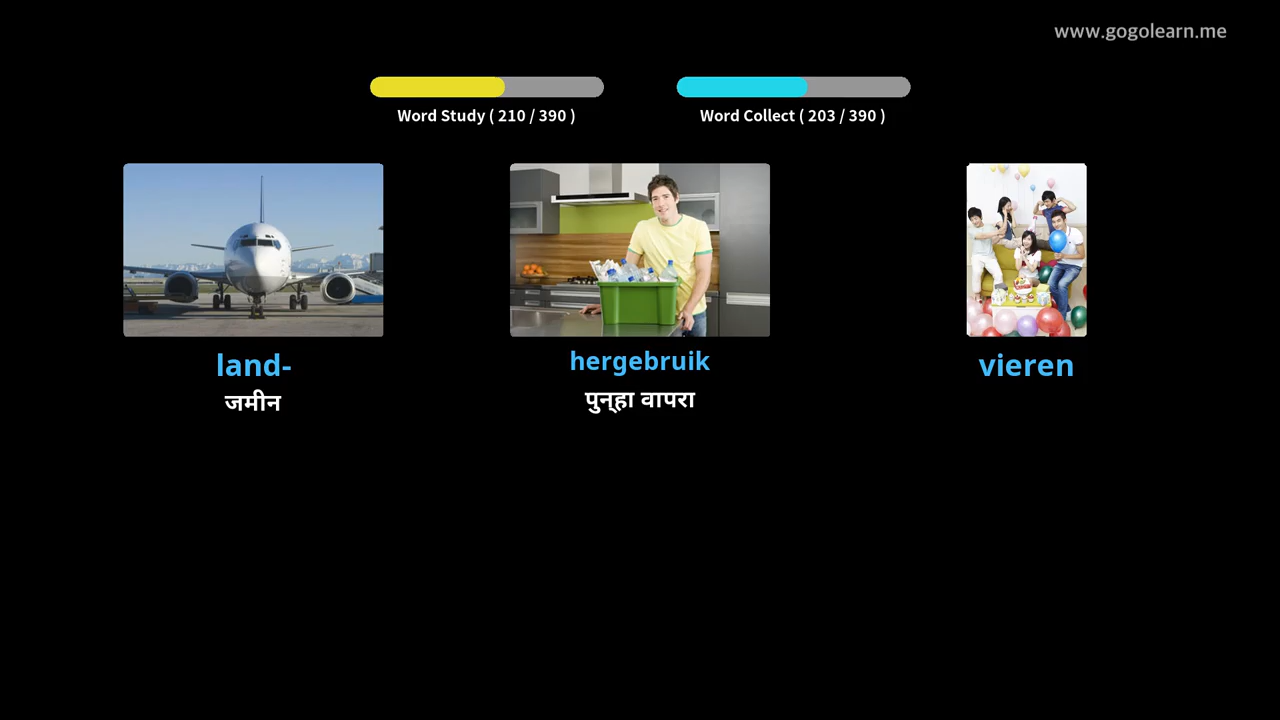 www.gogolearn.me
Word Study ( 210 / 390 )
Word Collect ( 203 / 390 )
land-
जमीन
hergebruik
पुन्हा वापरा
vieren